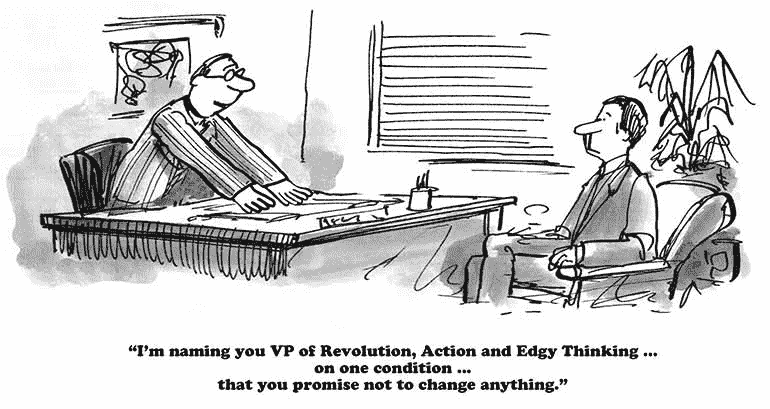 “I’m naming you VP of Revolution, Action and Edgy Thinking ...
on one condition ...
that you promise not to change anything.”